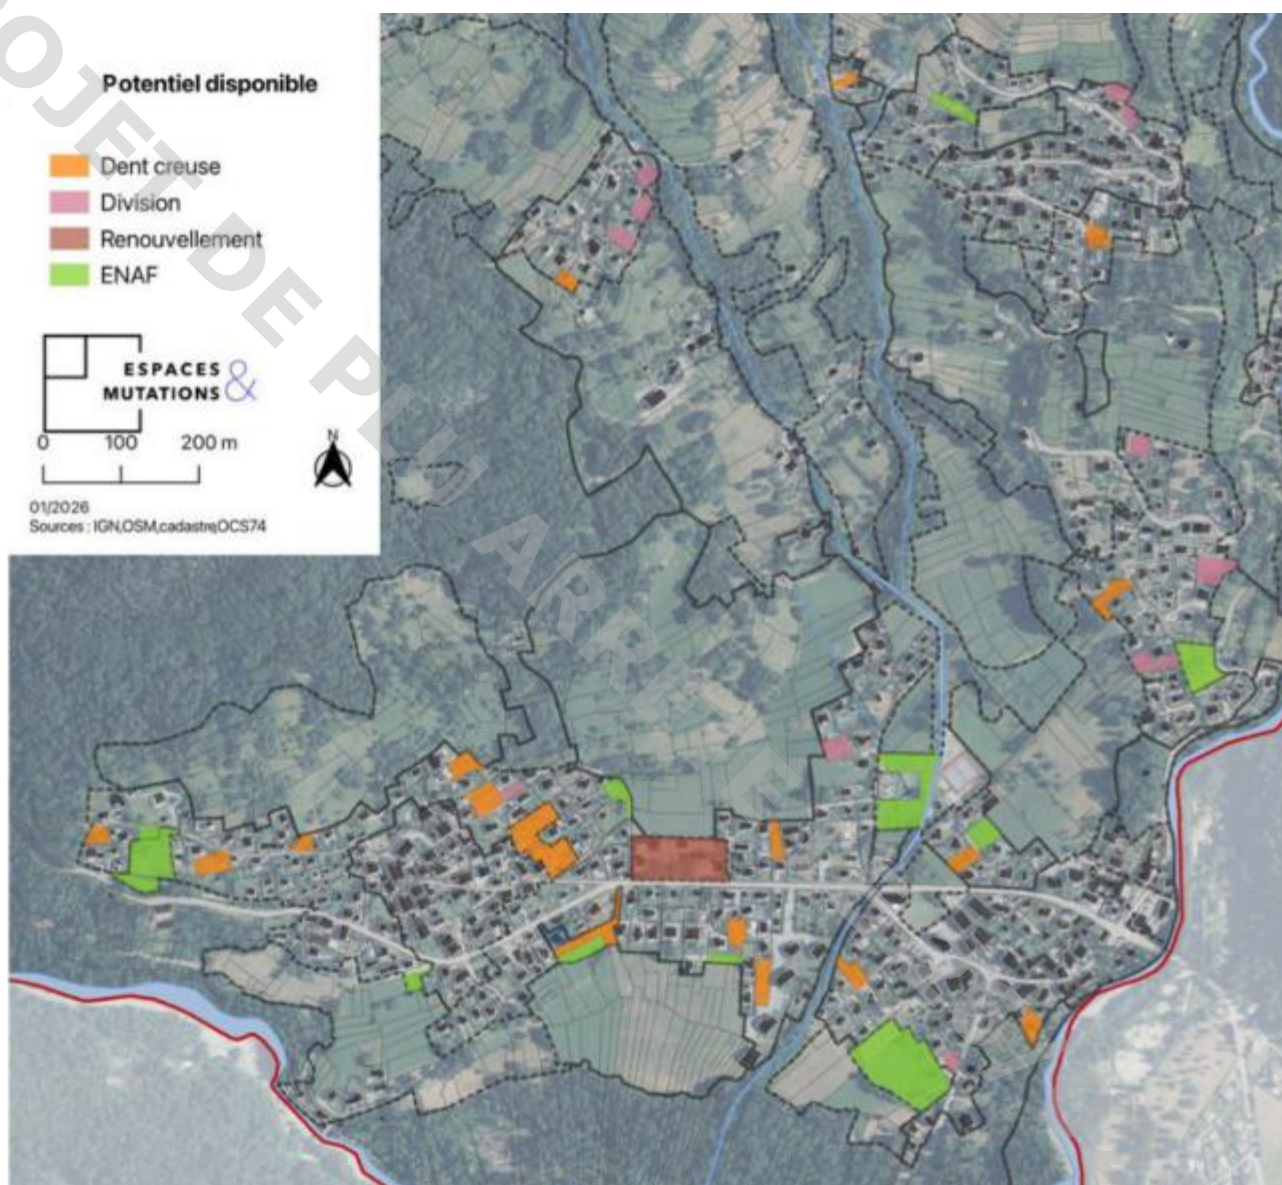 Potentiel disponible
Dent creuse
Division
Renouvellement
ENAF
ESPACES &
MUTATIONS
0 100 200 m
N
01/2026
Sources : IGN,OSM,cadastre,OCS74
PROJET DE PLU ARRETE